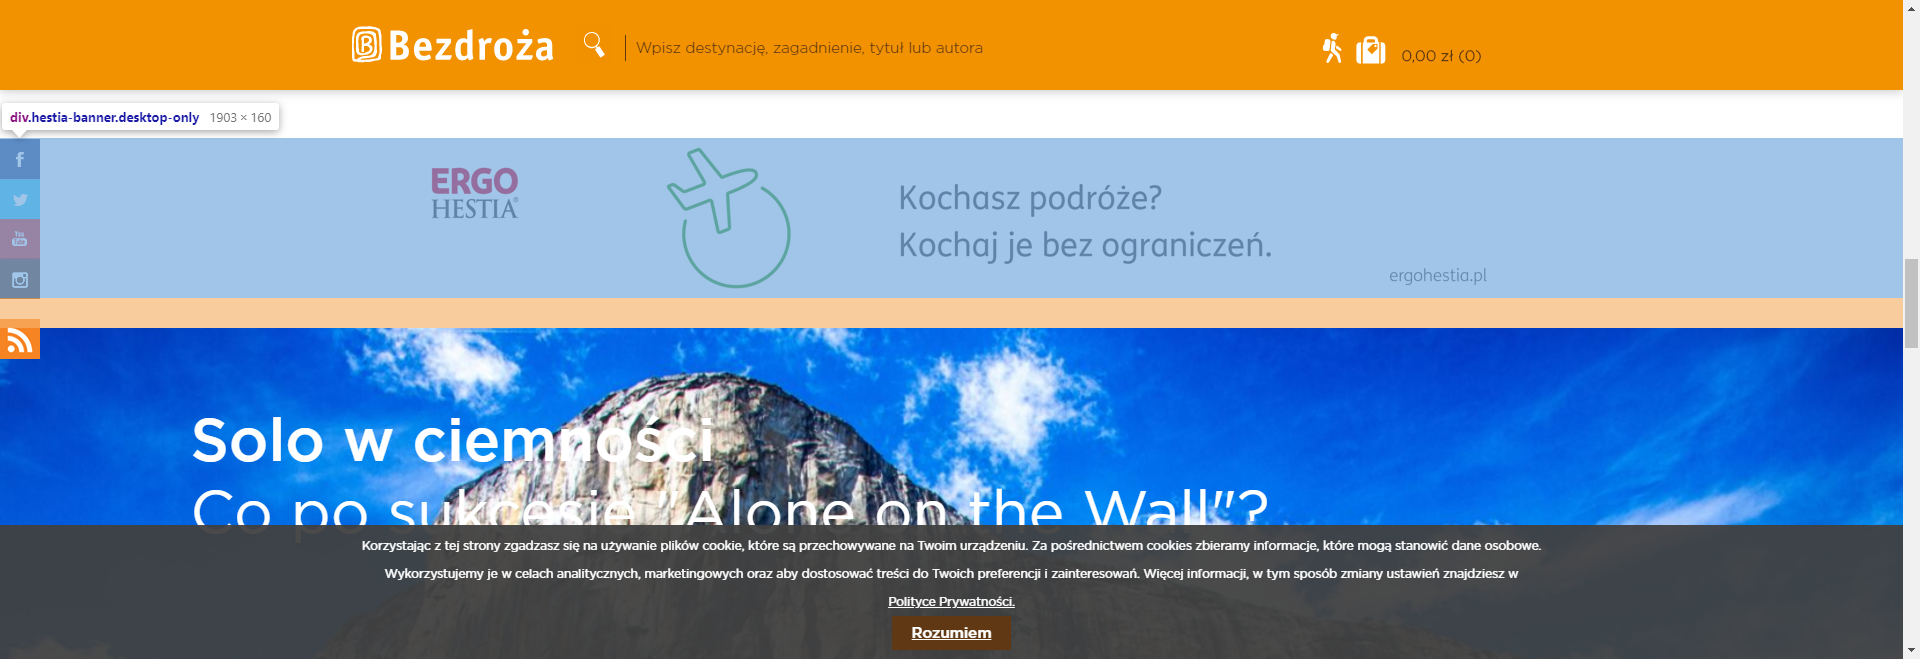 Bezdroża
Wpisz destynację, zagadnienie, tytuł lub autora
0,00 zł (0)
div.hestia-banner.desktop-only 1903 × 160
ERGO
HESTIA®
Kochasz podróże?
Kochaj je bez ograniczeń.
ergohestia.pl
You
Tube
Solo w ciemności
Co po sukcesie "Alone on the Wall"?
Korzystając z tej strony zgadzasz się na używanie plików cookie, które są przechowywane na Twoim urządzeniu. Za pośrednictwem cookies zbieramy informacje, które mogą stanowić dane osobowe.
Wykorzystujemy je w celach analitycznych, marketingowych oraz aby dostosować treści do Twoich preferencji i zainteresowań. Więcej informacji, w tym sposób zmiany ustawień znajdziesz w
Polityce Prywatności.
Rozumiem